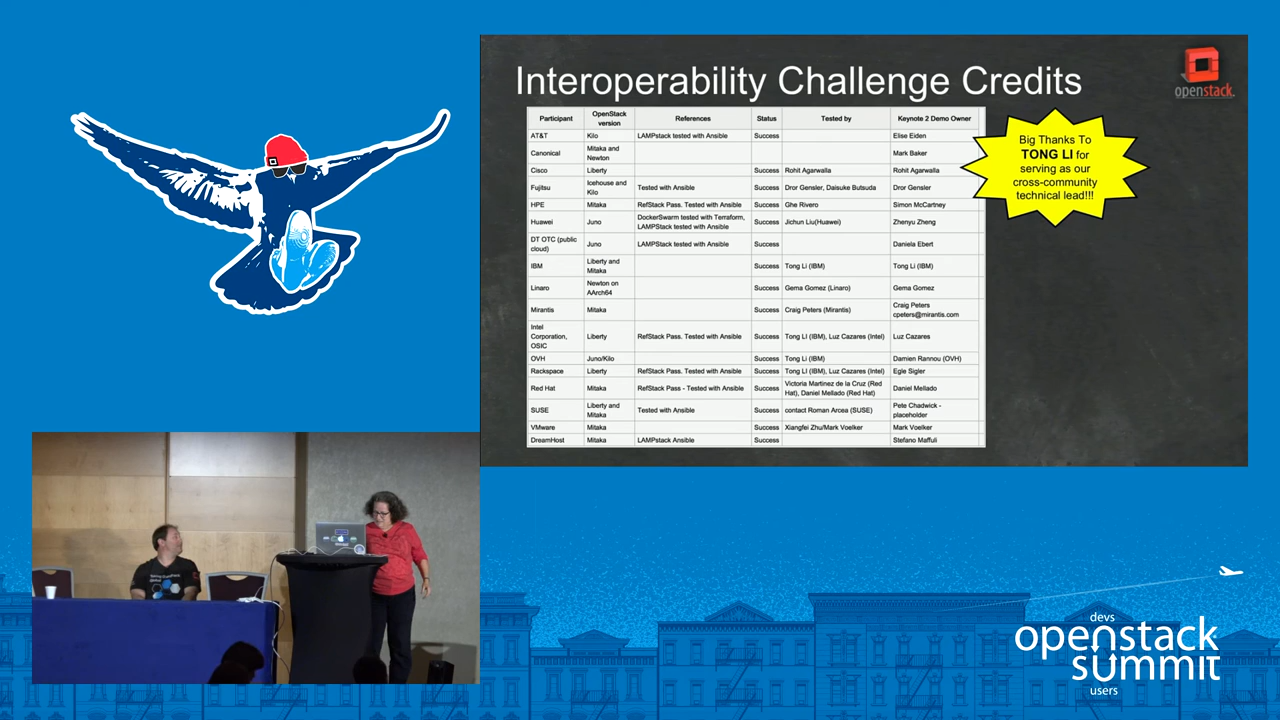 Interoperability Challenge Credits
openstack.
Participant OpenStack version References Status Tested by Keynote 2 Demo Owner
AT&T Kilo LAMPstack tested with Ansible Success Elise Eiden
Canonical Mitaka and Newton Mark Baker
Cisco Liberty Success Rohit Agarwalla Rohit Agarwalla
Fujitsu Icehouse and Kilo Tested with Ansible Success Dror Gensler, Daisuke Butsuda Dror Gensler
HPE Mitaka RefStack Pass. Tested with Ansible Success Ghe Rivero Simon McCartney
Huawei Juno DockerSwarm tested with Terraform, LAMPStack tested with Ansible Success Jichun Liu(Huawei) Zhenyu Zheng
DT OTC (public cloud) Juno LAMPStack tested with Ansible Success Daniela Ebert
IBM Liberty and Mitaka Success Tong Li (IBM) Tong Li (IBM)
Linaro Newton on AArch64 Success Gema Gomez (Linaro) Gema Gomez
Mirantis Mitaka Success Craig Peters (Mirantis) Craig Peters cpeters@mirantis.com
Intel Corporation, OSIC Liberty RefStack Pass. Tested with Ansible Success Tong LI (IBM), Luz Cazares (Intel) Luz Cazares
OVH Juno/Kilo Success Tong Li (IBM) Damien Rannou (OVH)
Rackspace Liberty RefStack Pass. Tested with Ansible Success Tong LI (IBM), Luz Cazares (Intel) Egle Sigler
Red Hat Mitaka RefStack Pass - Tested with Ansible Success Victoria Martinez de la Cruz (Red Hat), Daniel Mellado (Red Hat) Daniel Mellado
SUSE Liberty and Mitaka Tested with Ansible Success contact Roman Arcea (SUSE) Pete Chadwick - placeholder
VMware Mitaka Success Xiangfei Zhu/Mark Voelker Mark Voelker
DreamHost Mitaka LAMPstack Ansible Success Stefano Maffuli
Big Thanks To
TONG LI for
serving as our
cross-community
technical lead!!!
devs
openstack
summit
users